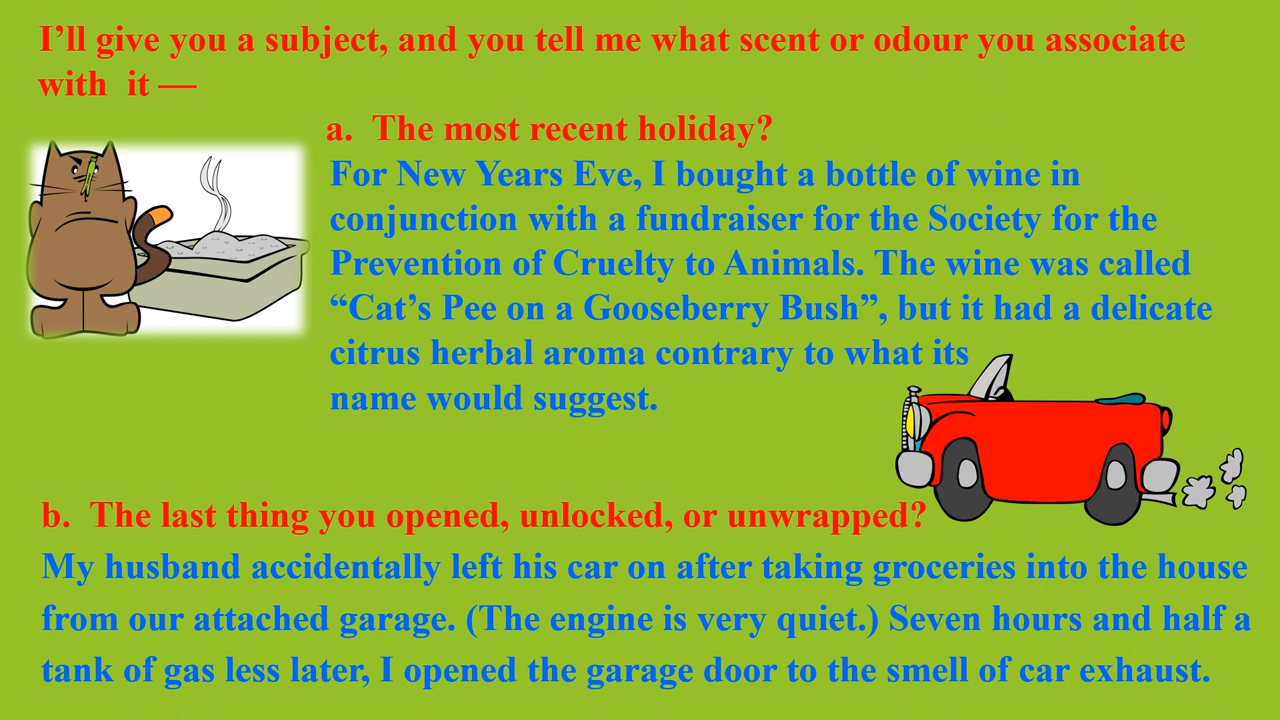 I’ll give you a subject, and you tell me what scent or odour you associate
with it —
a. The most recent holiday?
For New Years Eve, I bought a bottle of wine in
conjunction with a fundraiser for the Society for the
Prevention of Cruelty to Animals. The wine was called
“Cat’s Pee on a Gooseberry Bush”, but it had a delicate
citrus herbal aroma contrary to what its
name would suggest.
b. The last thing you opened, unlocked, or unwrapped?
My husband accidentally left his car on after taking groceries into the house
from our attached garage. (The engine is very quiet.) Seven hours and half a
tank of gas less later, I opened the garage door to the smell of car exhaust.